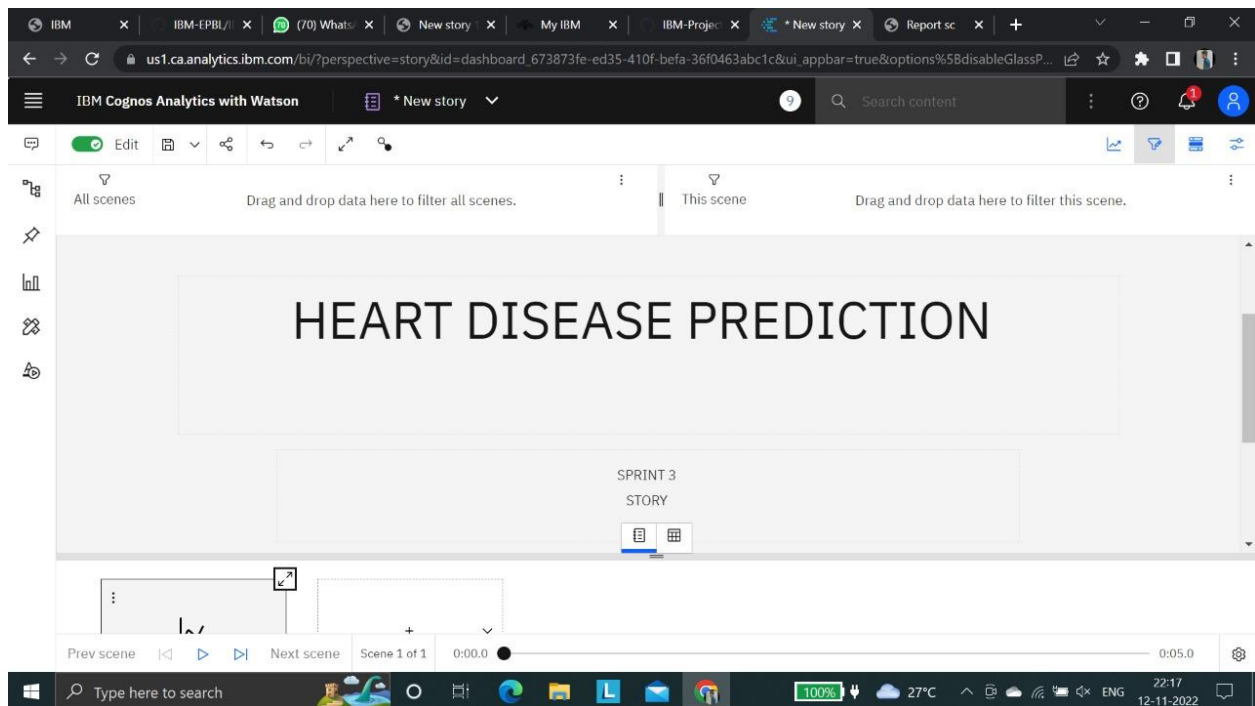 IBM
IBM-EPBL/I
(70) Whats
New story
My IBM
IBM-Projec
* New story
Report sc
us1.ca.analytics.ibm.com/bi/?perspective=story&id=dashboard_673873fe-ed35-410f-befa-36f0463abc1c&ui_appbar=true&options%5BdisableGlassP...
IBM Cognos Analytics with Watson
* New story
9
Search content
1
Edit
All scenes
Drag and drop data here to filter all scenes.
This scene
Drag and drop data here to filter this scene.
HEART DISEASE PREDICTION
SPRINT 3
STORY
Prev scene
Next scene
Scene 1 of 1
0:00.0
0:05.0
Type here to search
L
100%
27°C
ENG
22:17
12-11-2022